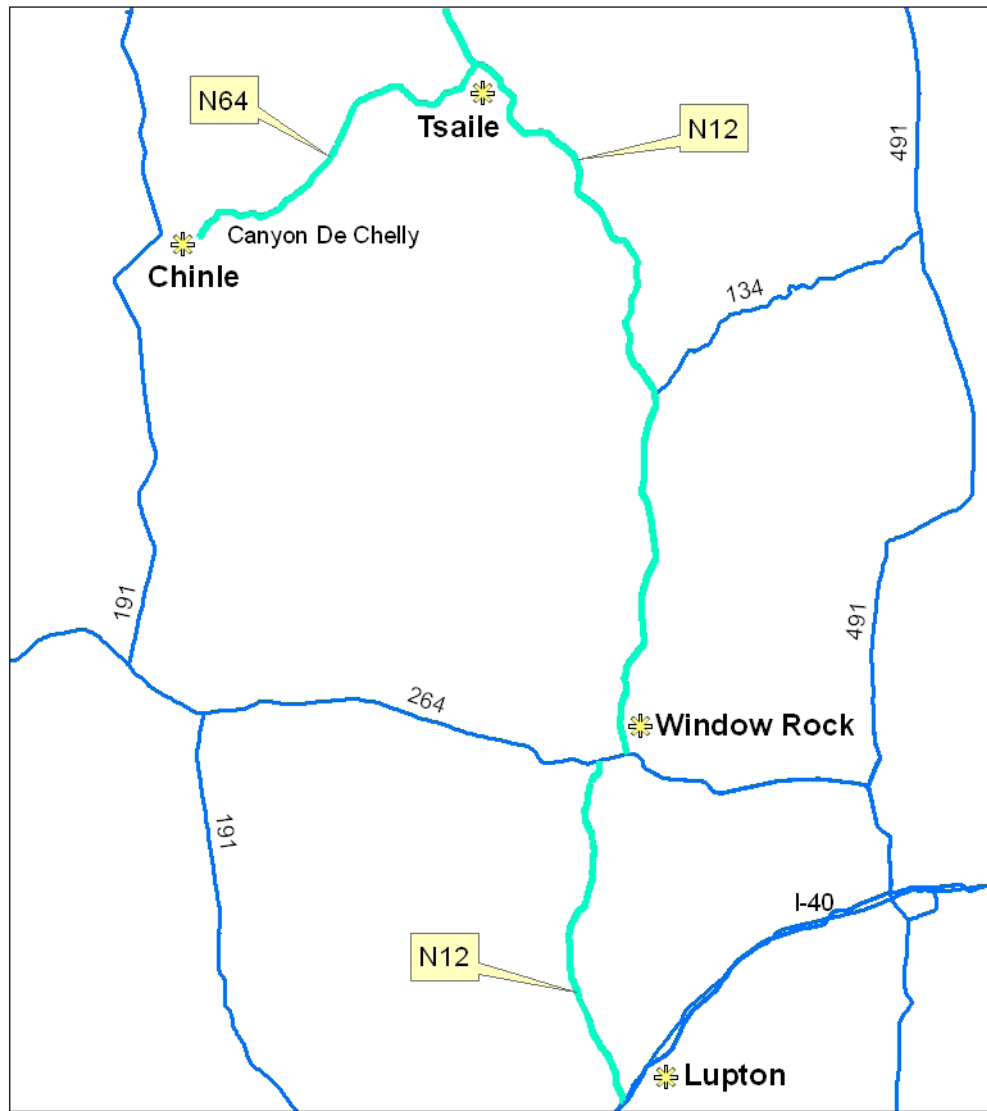 N64
Tsaile
N12
491
Canyon De Chelly
Chinle
134
191
491
264
Window Rock
191
I-40
N12
Lupton